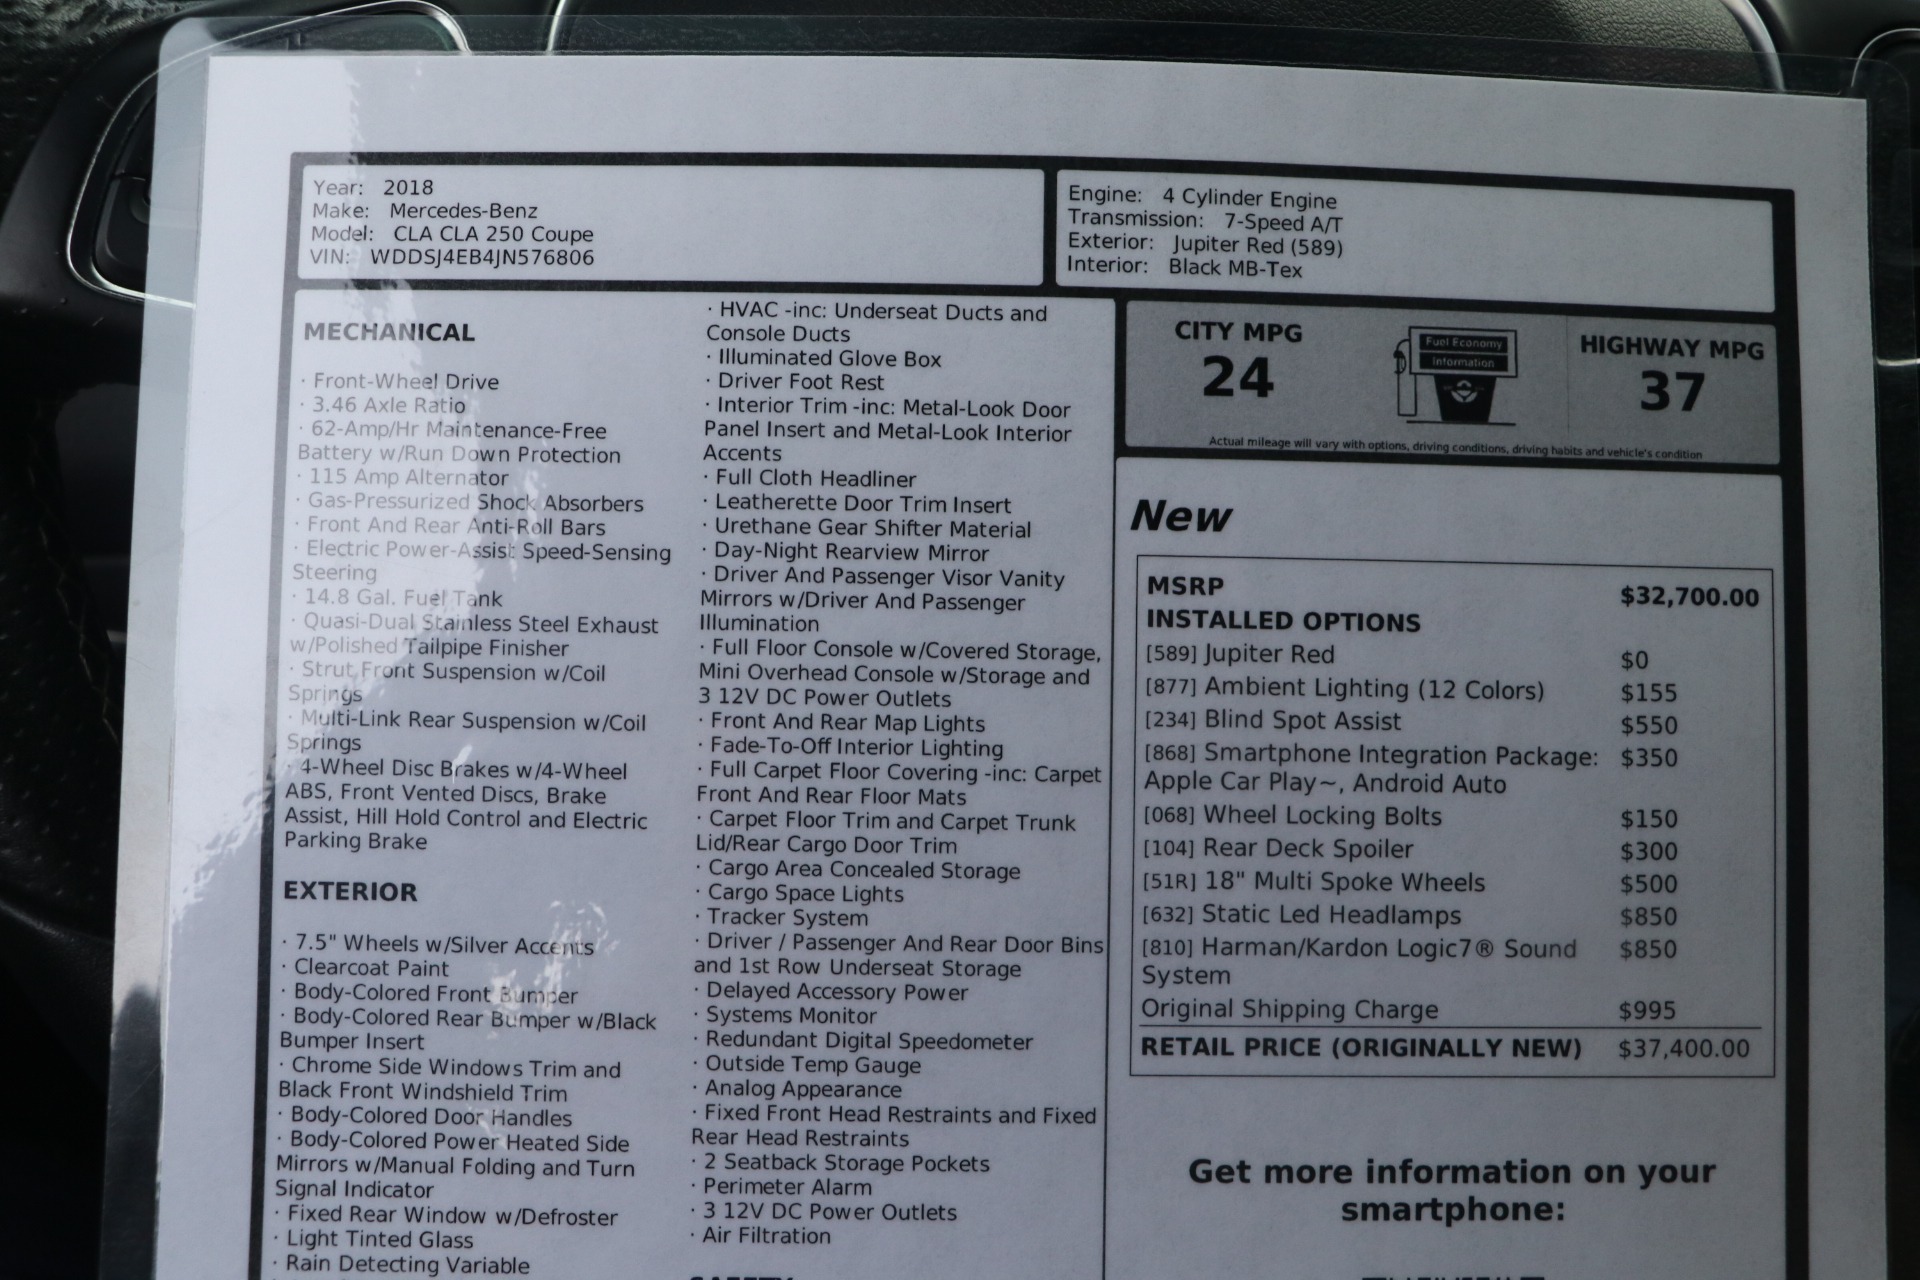 Year: 2018
Make: Mercedes-Benz
Model: CLA CLA 250 Coupe
VIN: WDDSJ4EB4JN576806
Engine: 4 Cylinder Engine
Transmission: 7-Speed A/T
Exterior: Jupiter Red (589)
Interior: Black MB-Tex
MECHANICAL
· Front-Wheel Drive
· 3.46 Axle Ratio
· 62-Amp/Hr Maintenance-Free
Battery w/Run Down Protection
· 115 Amp Alternator
· Gas-Pressurized Shock Absorbers
· Front And Rear Anti-Roll Bars
· Electric Power-Assist Speed-Sensing
Steering
· 14.8 Gal. Fuel Tank
· Quasi-Dual Stainless Steel Exhaust
w/Polished Tailpipe Finisher
· Strut Front Suspension w/Coil
Springs
· Multi-Link Rear Suspension w/Coil
Springs
· 4-Wheel Disc Brakes w/4-Wheel
ABS, Front Vented Discs, Brake
Assist, Hill Hold Control and Electric
Parking Brake
EXTERIOR
· 7.5" Wheels w/Silver Accents
· Clearcoat Paint
· Body-Colored Front Bumper
· Body-Colored Rear Bumper w/Black
Bumper Insert
· Chrome Side Windows Trim and
Black Front Windshield Trim
· Body-Colored Door Handles
· Body-Colored Power Heated Side
Mirrors w/Manual Folding and Turn
Signal Indicator
· Fixed Rear Window w/Defroster
· Light Tinted Glass
· Rain Detecting Variable
· HVAC -inc: Underseat Ducts and
Console Ducts
· Illuminated Glove Box
· Driver Foot Rest
· Interior Trim -inc: Metal-Look Door
Panel Insert and Metal-Look Interior
Accents
· Full Cloth Headliner
· Leatherette Door Trim Insert
· Urethane Gear Shifter Material
· Day-Night Rearview Mirror
· Driver And Passenger Visor Vanity
Mirrors w/Driver And Passenger
Illumination
· Full Floor Console w/Covered Storage,
Mini Overhead Console w/Storage and
3 12V DC Power Outlets
· Front And Rear Map Lights
· Fade-To-Off Interior Lighting
· Full Carpet Floor Covering -inc: Carpet
Front And Rear Floor Mats
· Carpet Floor Trim and Carpet Trunk
Lid/Rear Cargo Door Trim
· Cargo Area Concealed Storage
· Cargo Space Lights
· Tracker System
· Driver / Passenger And Rear Door Bins
and 1st Row Underseat Storage
· Delayed Accessory Power
· Systems Monitor
· Redundant Digital Speedometer
· Outside Temp Gauge
· Analog Appearance
· Fixed Front Head Restraints and Fixed
Rear Head Restraints
· 2 Seatback Storage Pockets
· Perimeter Alarm
· 3 12V DC Power Outlets
· Air Filtration
CITY MPG
24
Fuel Economy
Information
HIGHWAY MPG
37
Actual mileage will vary with options, driving conditions, driving habits and vehicle's condition
New
MSRP $32,700.00
INSTALLED OPTIONS
[589] Jupiter Red $0
[877] Ambient Lighting (12 Colors) $155
[234] Blind Spot Assist $550
[868] Smartphone Integration Package: $350
Apple Car Play~, Android Auto
[068] Wheel Locking Bolts $150
[104] Rear Deck Spoiler $300
[51R] 18" Multi Spoke Wheels $500
[632] Static Led Headlamps $850
[810] Harman/Kardon Logic7® Sound $850
System
Original Shipping Charge $995
RETAIL PRICE (ORIGINALLY NEW) $37,400.00
Get more information on your
smartphone: